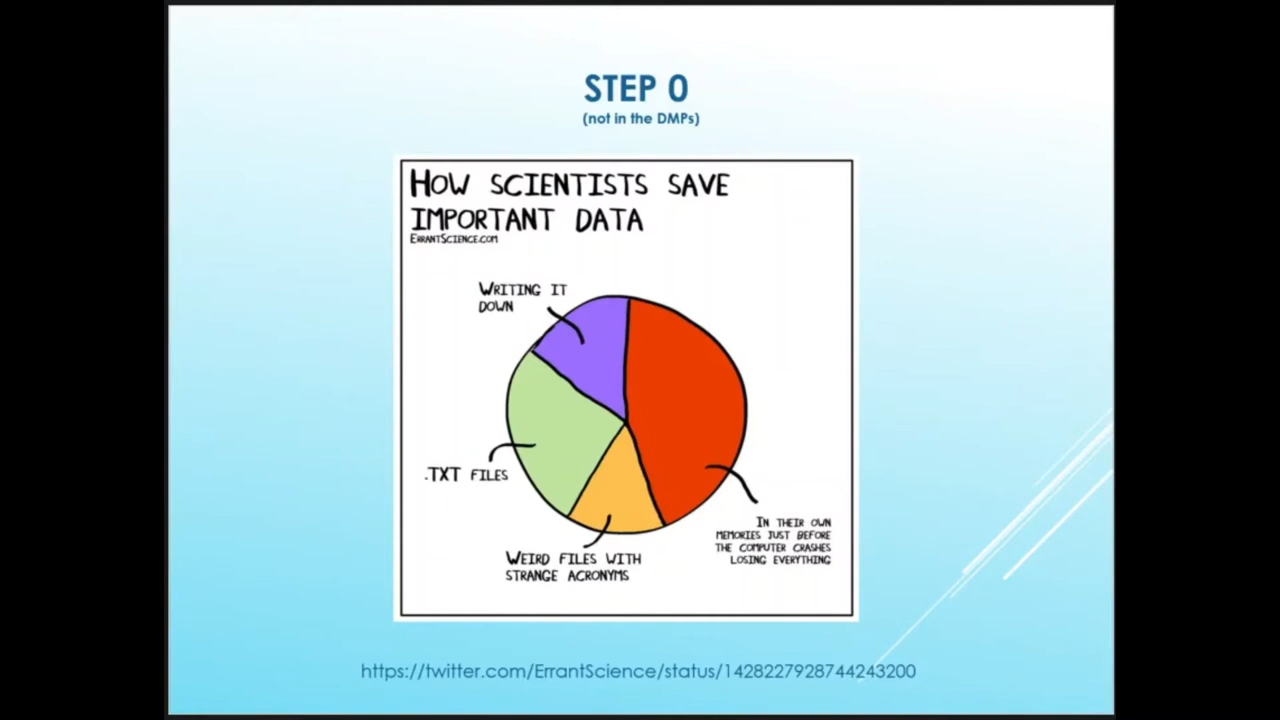 STEP 0
(not in the DMPs)
HOW SCIENTISTS SAVE
IMPORTANT DATA
ERRANTSCIENCE.COM
WRITING IT
DOWN
.TXT FILES
WEIRD FILES WITH
STRANGE ACRONYMS
IN THEIR OWN
MEMORIES JUST BEFORE
THE COMPUTER CRASHES
LOSING EVERYTHING
https://twitter.com/ErrantScience/status/1428227928744243200